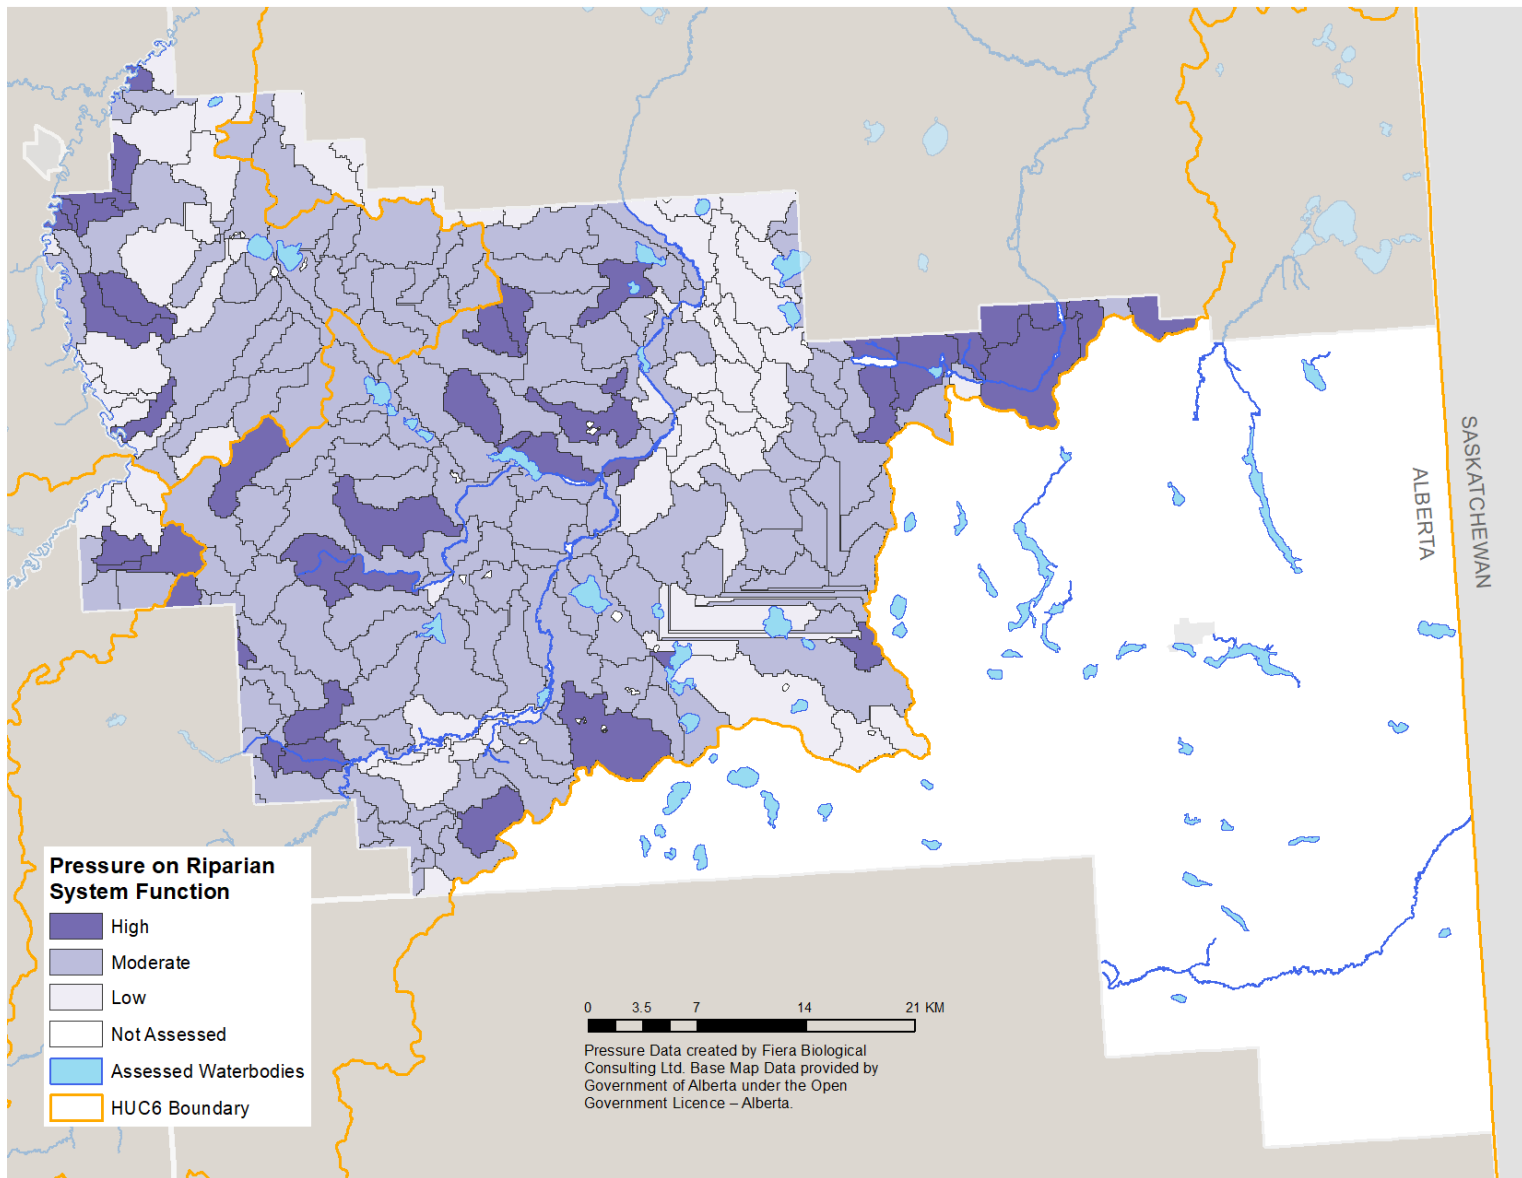 SASKATCHEWAN
ALBERTA
Pressure on Riparian
System Function
High
Moderate
Low
Not Assessed
Assessed Waterbodies
HUC6 Boundary
0 3.5 7 14 21 KM
Pressure Data created by Fiera Biological
Consulting Ltd. Base Map Data provided by
Government of Alberta under the Open
Government Licence – Alberta.